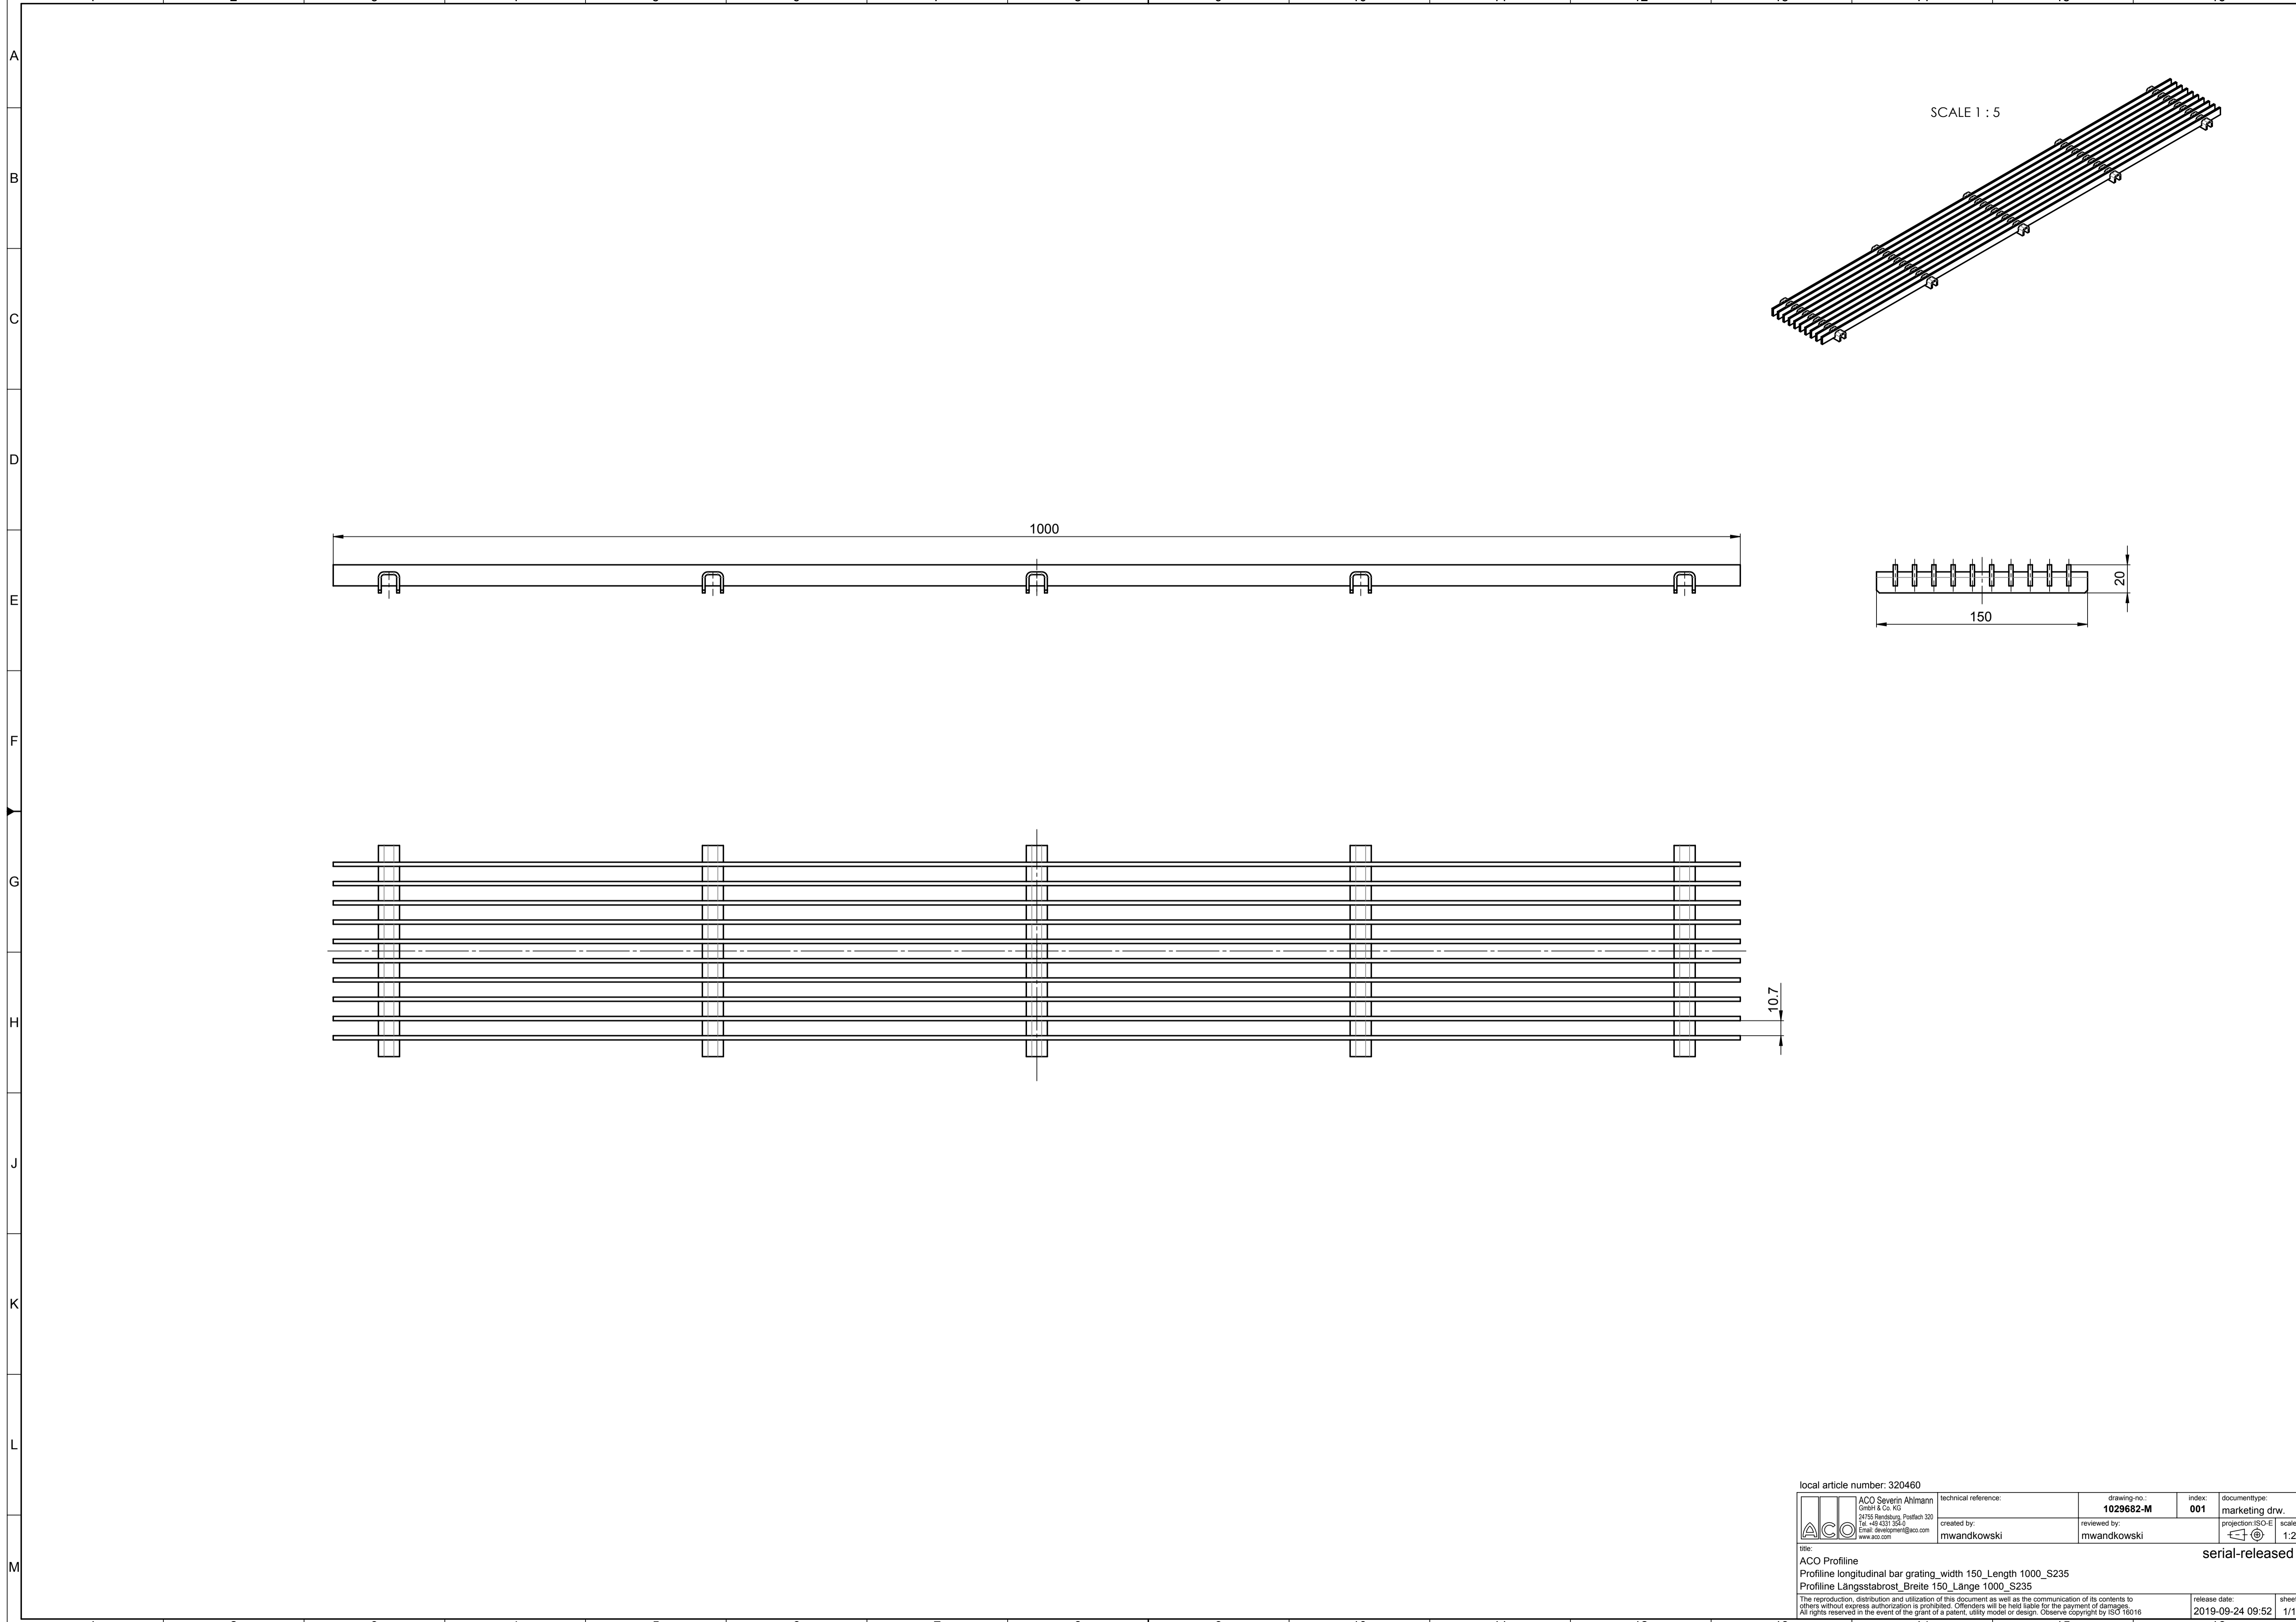 A
SCALE 1 : 5
B
C
D
1000
E
20
150
F
G
10.7
H
J
K
L
M
local article number: 320460
ACO
ACO Severin Ahlmann
GmbH & Co. KG
24755 Rendsburg, Postfach 320
Tel. +49 4331 354-0
Email: development@aco.com
www.aco.com
technical reference:
drawing-no.:
1029682-M
index:
001
documenttype:
marketing drw.
created by:
mwandkowski
reviewed by:
mwandkowski
projection:ISO-E
scale
1:2
title:
serial-released
ACO Profiline
Profiline longitudinal bar grating_width 150_Length 1000_S235
Profiline Längsstabrost_Breite 150_Länge 1000_S235
The reproduction, distribution and utilization of this document as well as the communication of its contents to
others without express authorization is prohibited. Offenders will be held liable for the payment of damages.
All rights reserved in the event of the grant of a patent, utility model or design. Observe copyright by ISO 16016
release date:
2019-09-24 09:52
1/1